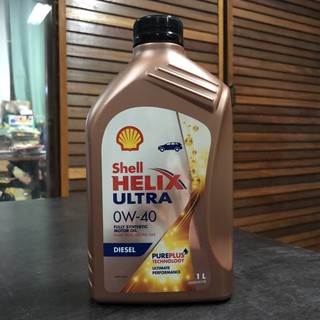 Shell
HELIX
ULTRA
0W-40
FULLY SYNTHETIC
MOTOR OIL
DIESEL
PUREPLUS
TECHNOLOGY
ULTIMATE
PERFORMANCE
1 L